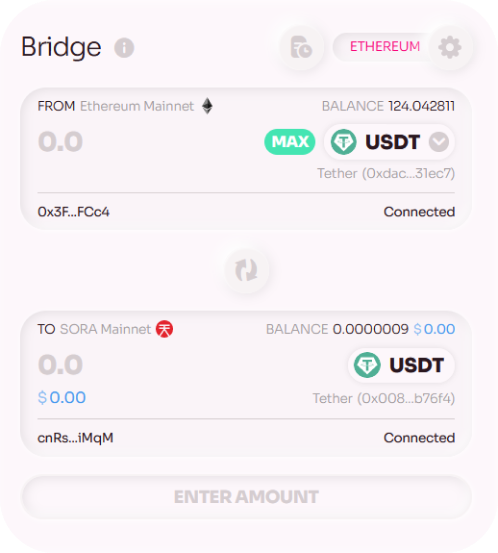 Bridge ETHEREUM
FROM Ethereum Mainnet BALANCE 124.042811
0.0 MAX USDT
Tether (0xdac...31ec7)
0x3F...FCc4 Connected
TO SORA Mainnet 天 BALANCE 0.0000009 $0.00
0.0 USDT
$0.00 Tether (0x008...b76f4)
cnRs...iMqM Connected
ENTER AMOUNT